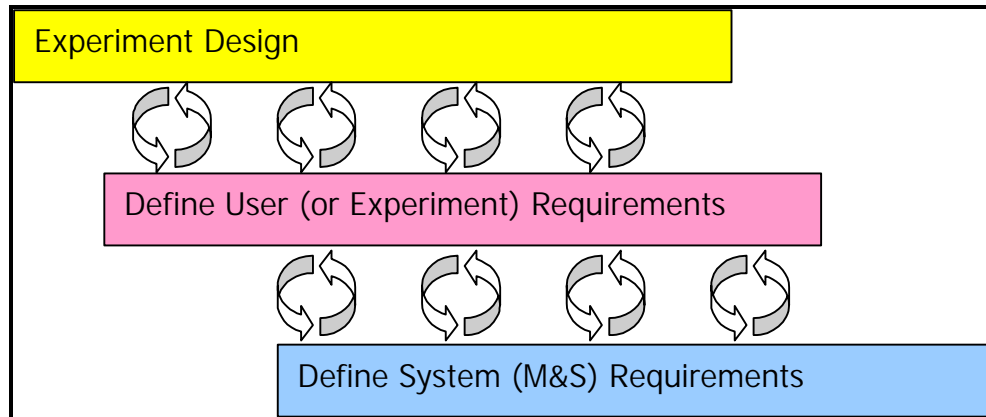 Experiment Design
Define User (or Experiment) Requirements
Define System (M&S) Requirements